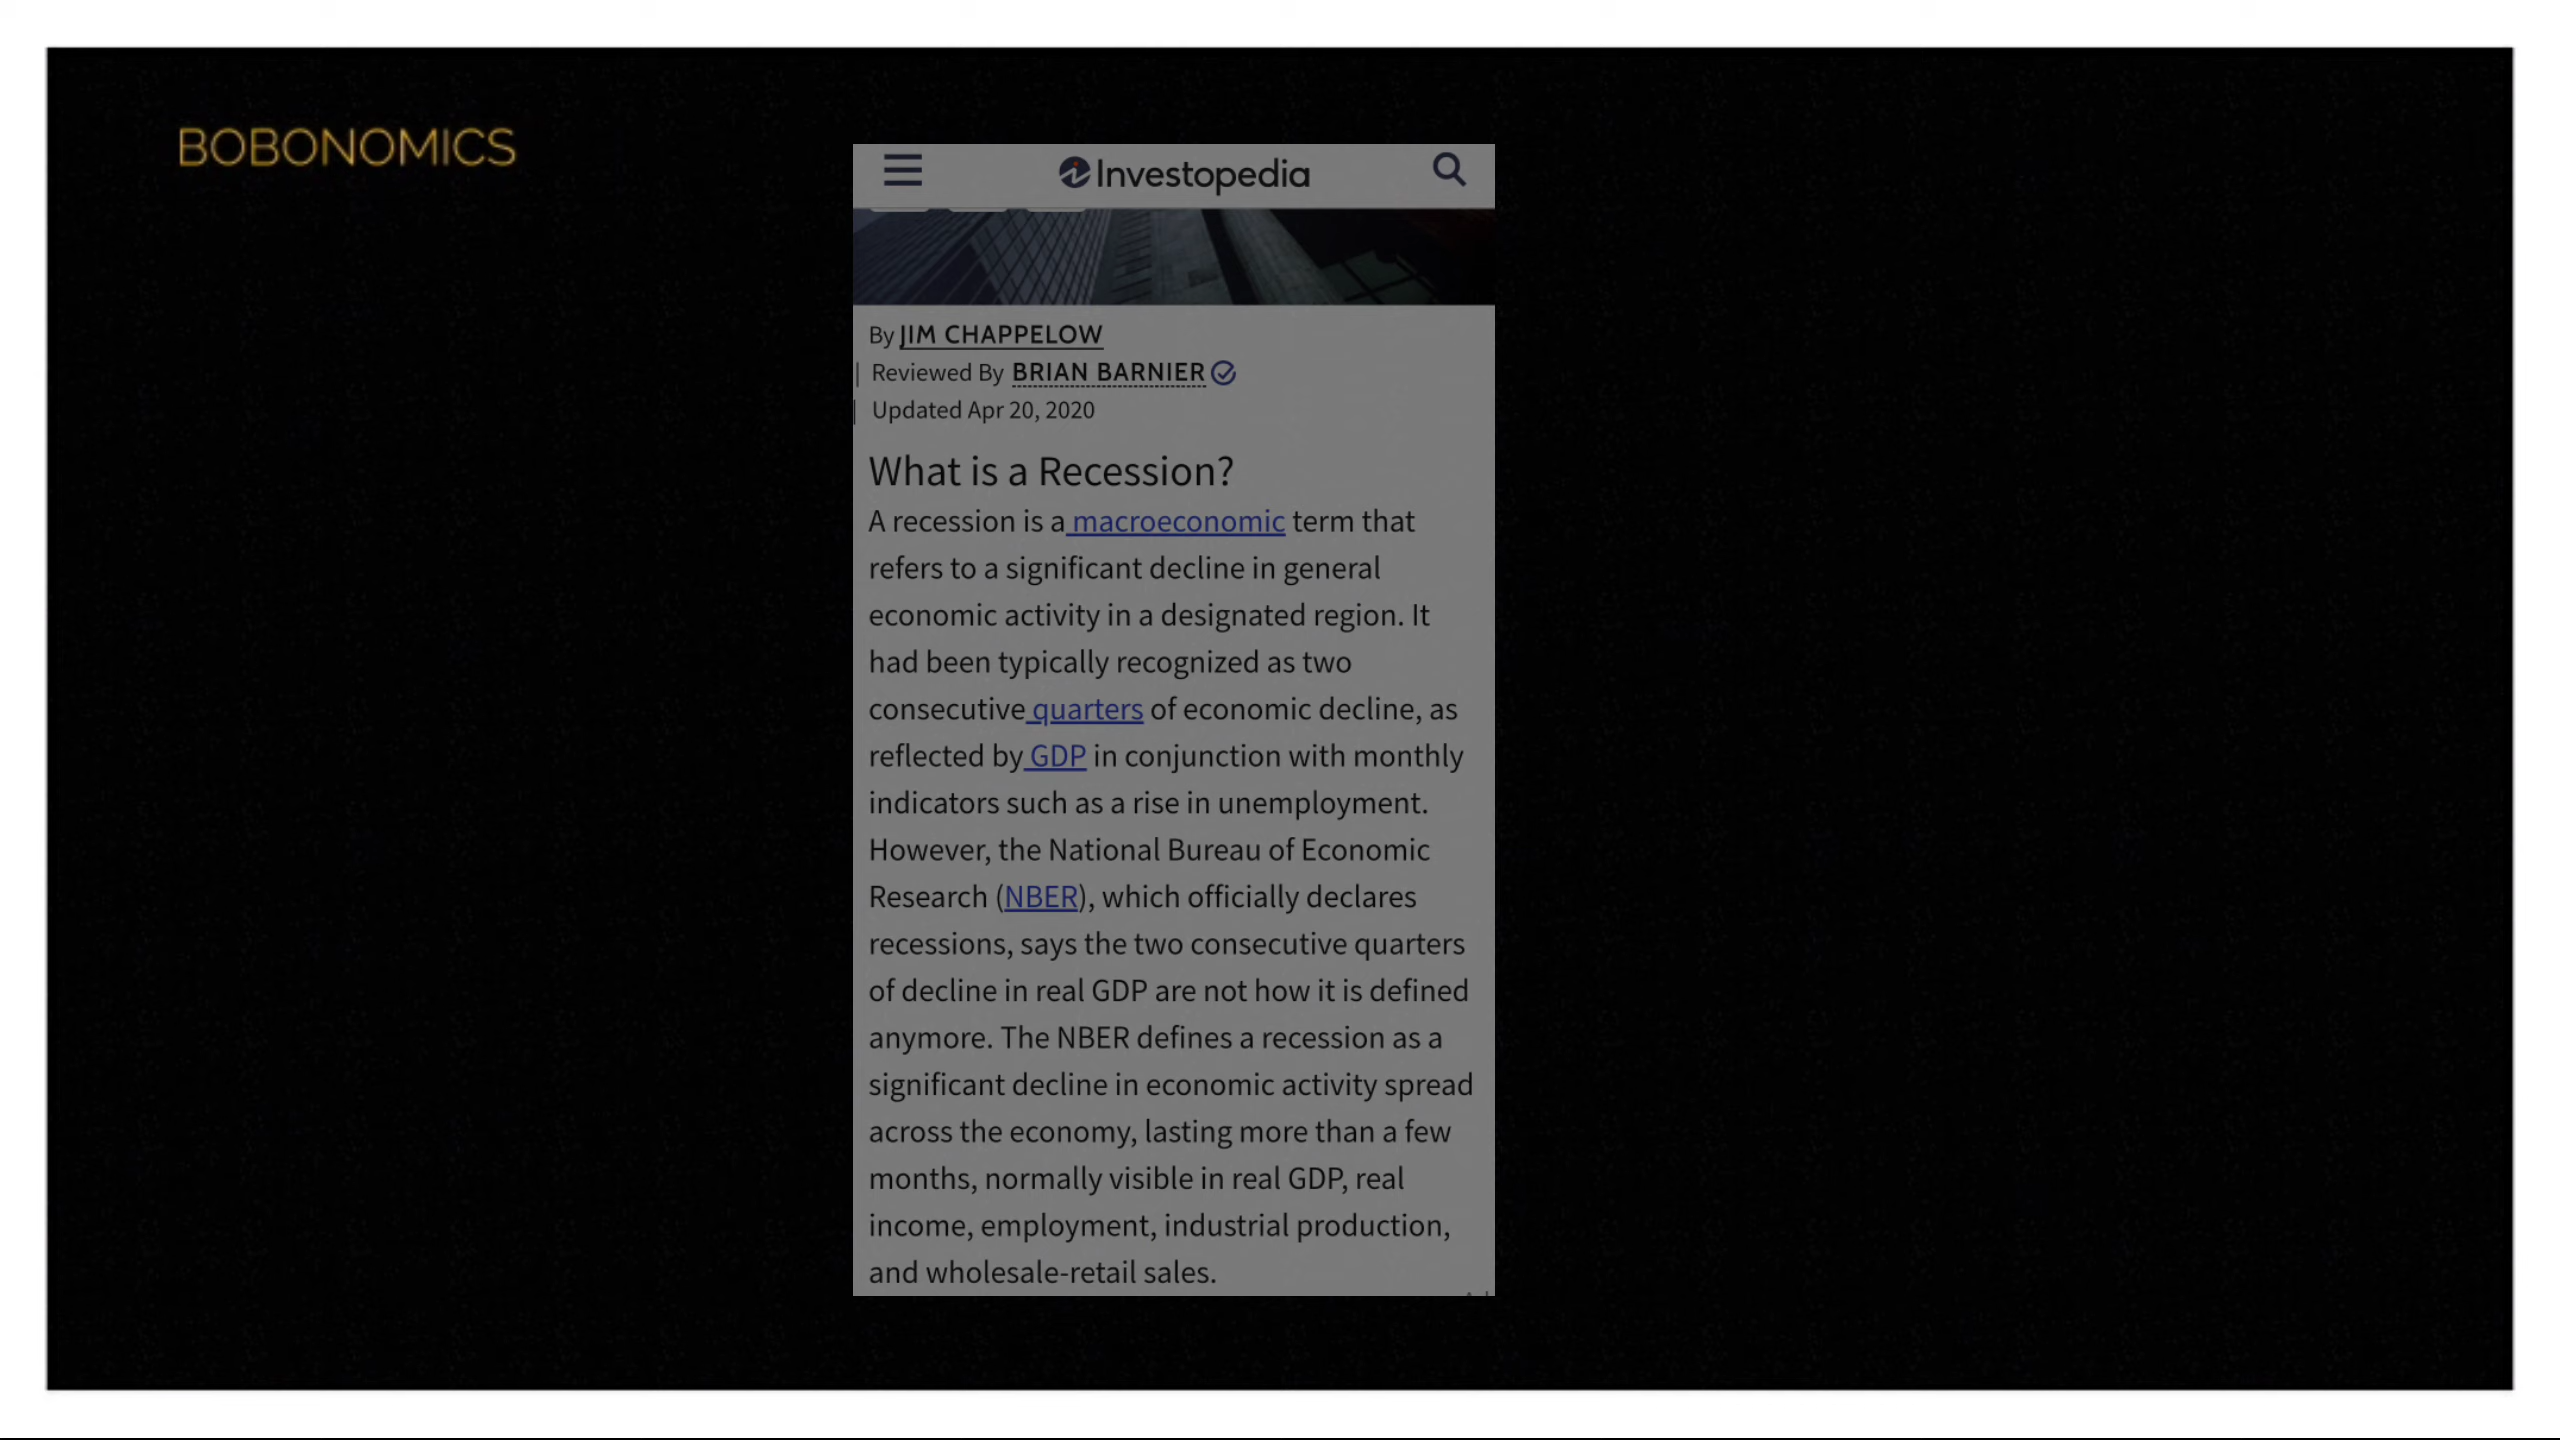 BOBONOMICS
Investopedia
By JIM CHAPPELOW
| Reviewed By BRIAN BARNIER
| Updated Apr 20, 2020
What is a Recession?
A recession is a macroeconomic term that
refers to a significant decline in general
economic activity in a designated region. It
had been typically recognized as two
consecutive quarters of economic decline, as
reflected by GDP in conjunction with monthly
indicators such as a rise in unemployment.
However, the National Bureau of Economic
Research (NBER), which officially declares
recessions, says the two consecutive quarters
of decline in real GDP are not how it is defined
anymore. The NBER defines a recession as a
significant decline in economic activity spread
across the economy, lasting more than a few
months, normally visible in real GDP, real
income, employment, industrial production,
and wholesale-retail sales.